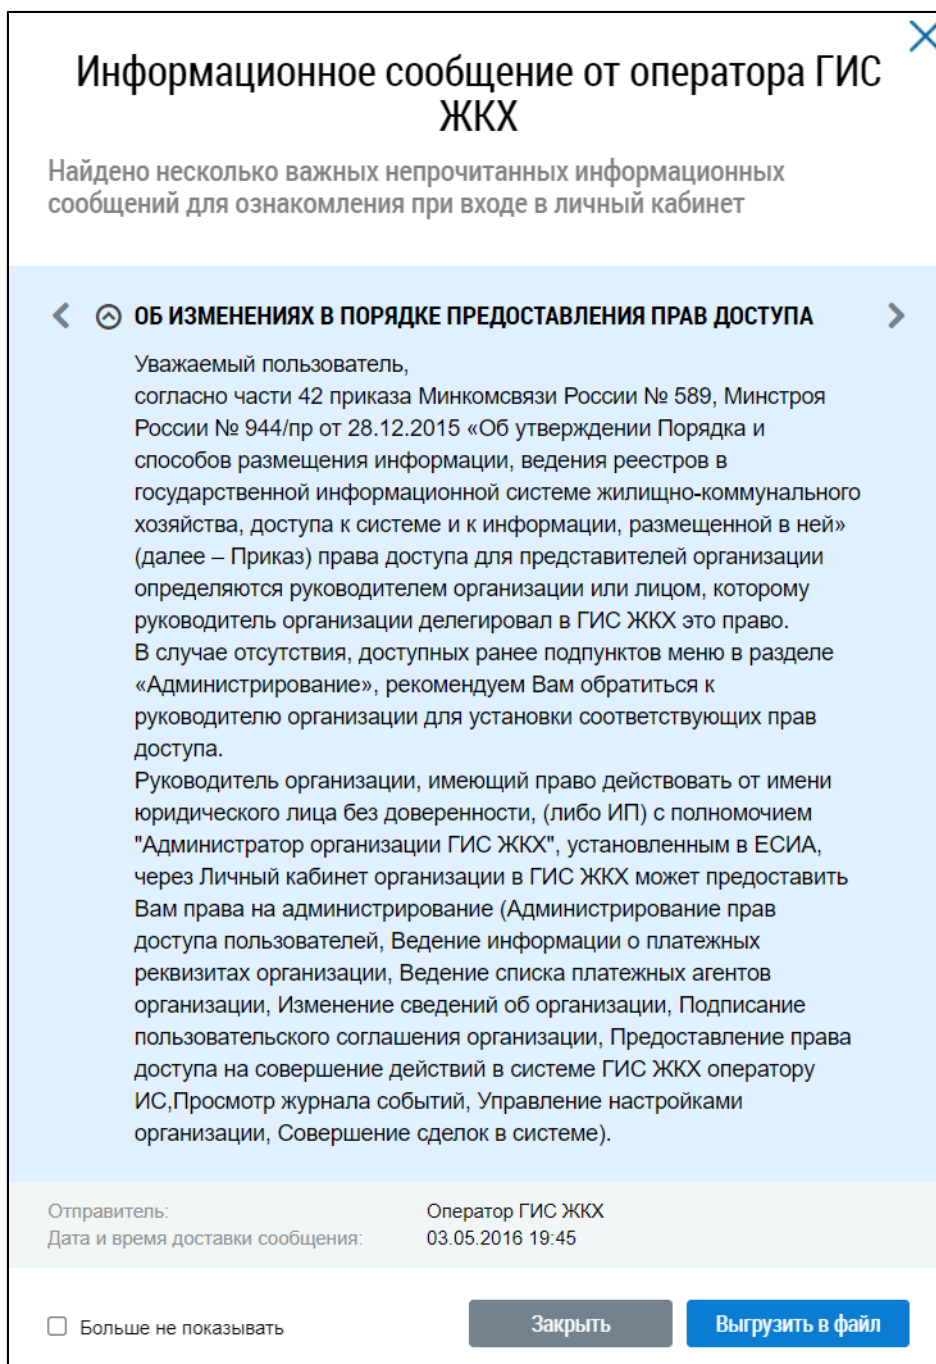 Информационное сообщение от оператора ГИС
ЖКХ
Найдено несколько важных непрочитанных информационных
сообщений для ознакомления при входе в личный кабинет
ОБ ИЗМЕНЕНИЯХ В ПОРЯДКЕ ПРЕДОСТАВЛЕНИЯ ПРАВ ДОСТУПА
Уважаемый пользователь,
согласно части 42 приказа Минкомсвязи России № 589, Минстроя
России № 944/пр от 28.12.2015 «Об утверждении Порядка и
способов размещения информации, ведения реестров в
государственной информационной системе жилищно-коммунального
хозяйства, доступа к системе и к информации, размещенной в ней»
(далее – Приказ) права доступа для представителей организации
определяются руководителем организации или лицом, которому
руководитель организации делегировал в ГИС ЖКХ это право.
В случае отсутствия, доступных ранее подпунктов меню в разделе
«Администрирование», рекомендуем Вам обратиться к
руководителю организации для установки соответствующих прав
доступа.
Руководитель организации, имеющий право действовать от имени
юридического лица без доверенности, (либо ИП) с полномочием
"Администратор организации ГИС ЖКХ", установленным в ЕСИА,
через Личный кабинет организации в ГИС ЖКХ может предоставить
Вам права на администрирование (Администрирование прав
доступа пользователей, Ведение информации о платежных
реквизитах организации, Ведение списка платежных агентов
организации, Изменение сведений об организации, Подписание
пользовательского соглашения организации, Предоставление права
доступа на совершение действий в системе ГИС ЖКХ оператору
ИС,Просмотр журнала событий, Управление настройками
организации, Совершение сделок в системе).
Отправитель: Оператор ГИС ЖКХ
Дата и время доставки сообщения: 03.05.2016 19:45
Больше не показывать Закрыть Выгрузить в файл